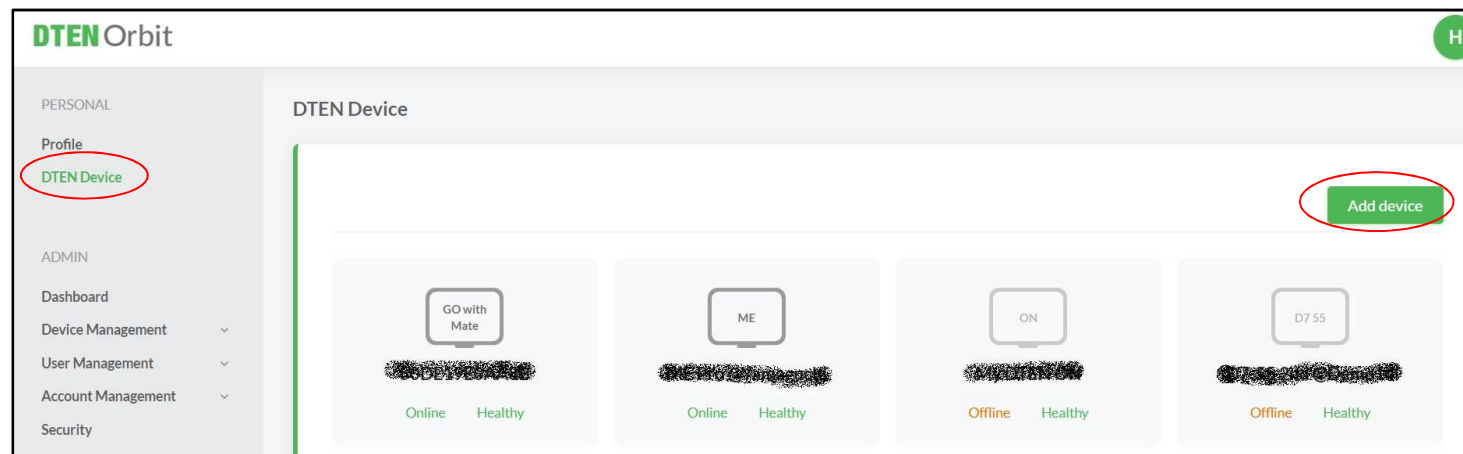 DTEN Orbit
H
PERSONAL
Profile
DTEN Device
ADMIN
Dashboard
Device Management
User Management
Account Management
Security
DTEN Device
Add device
GO with
Mate
Online Healthy
ME
Online Healthy
ON
Offline Healthy
D7 55
Offline Healthy